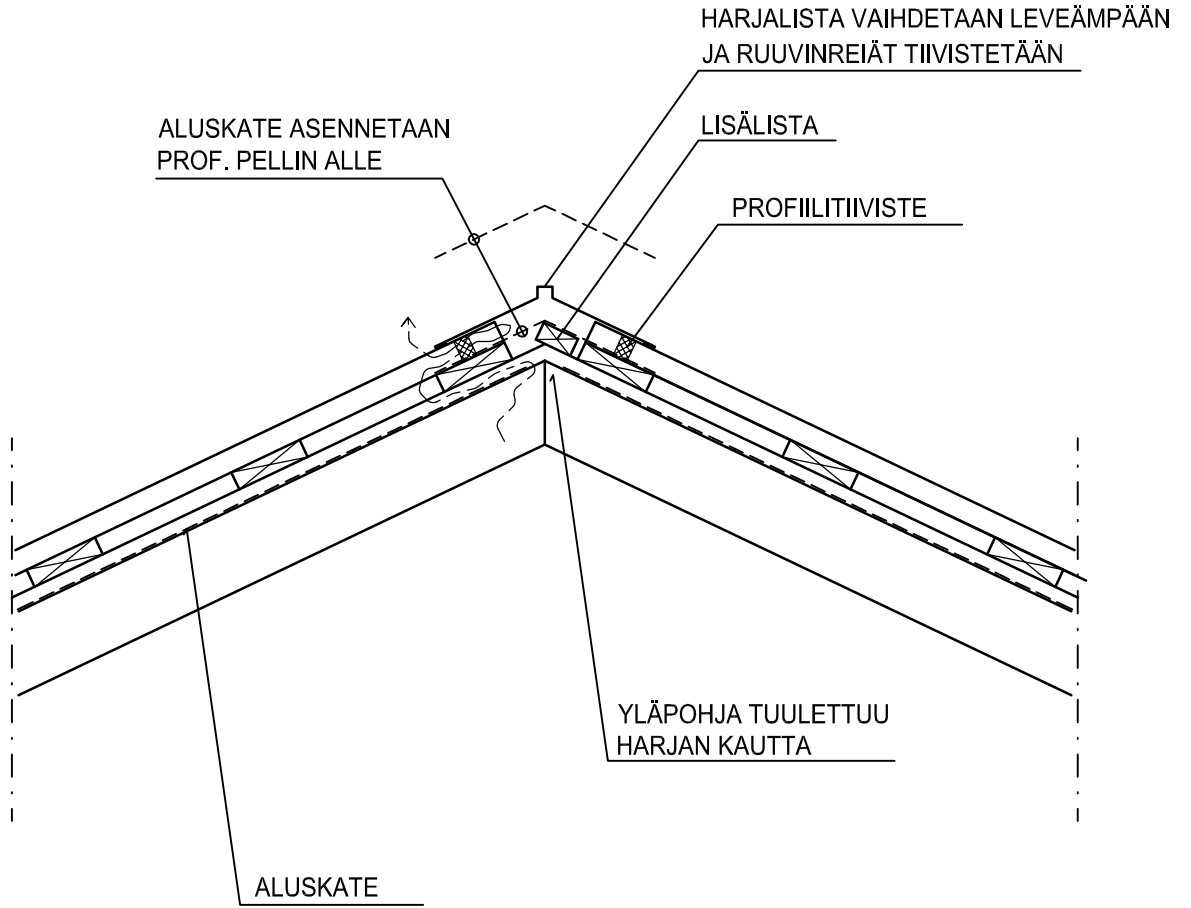 HARJALISTA VAIHDETAAN LEVEÄMPÄÄN
JA RUUVINREIÄT TIIVISTETÄÄN
ALUSKATE ASENNETAAN
PROF. PELLIN ALLE
LISÄLISTA
PROFIILITIIVISTE
YLÄPOHJA TUULETTUU
HARJAN KAUTTA
ALUSKATE